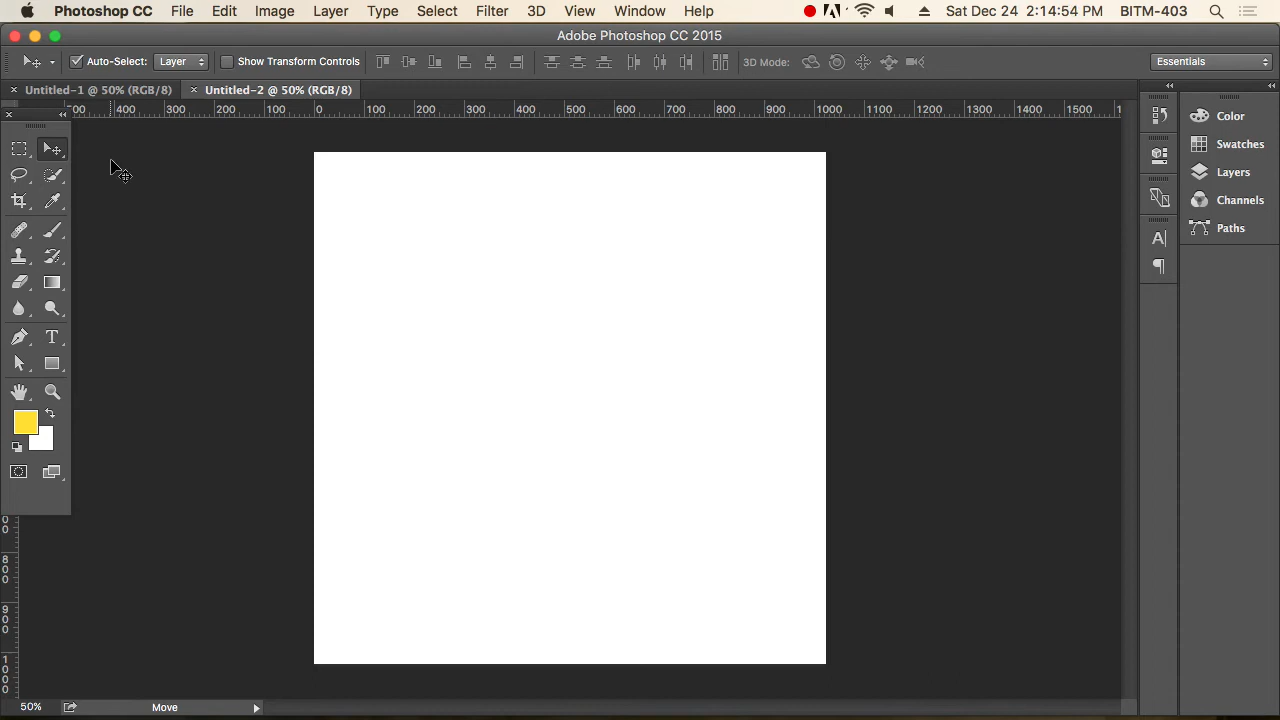 Photoshop CC File Edit Image Layer Type Select Filter 3D View Window Help Sat Dec 24 2:14:54 PM BITM-403
Adobe Photoshop CC 2015
Auto-Select: Layer Show Transform Controls 3D Mode: Essentials
Untitled-1 @ 50% (RGB/8) Untitled-2 @ 50% (RGB/8)
400 300 200 100 0 100 200 300 400 500 600 700 800 900 1000 1100 1200 1300 1400 1500
Color
Swatches
Layers
Channels
Paths
800
900
1000
50% Move